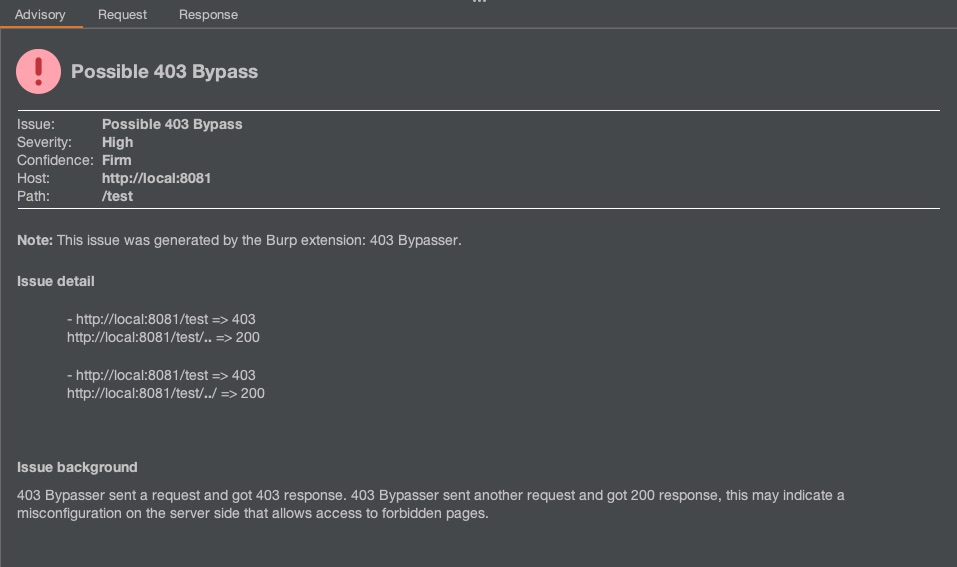 Advisory Request Response
Possible 403 Bypass
Issue: Possible 403 Bypass
Severity: High
Confidence: Firm
Host: http://local:8081
Path: /test
Note: This issue was generated by the Burp extension: 403 Bypasser.
Issue detail
- http://local:8081/test => 403
http://local:8081/test/.. => 200
- http://local:8081/test => 403
http://local:8081/test/../ => 200
Issue background
403 Bypasser sent a request and got 403 response. 403 Bypasser sent another request and got 200 response, this may indicate a
misconfiguration on the server side that allows access to forbidden pages.